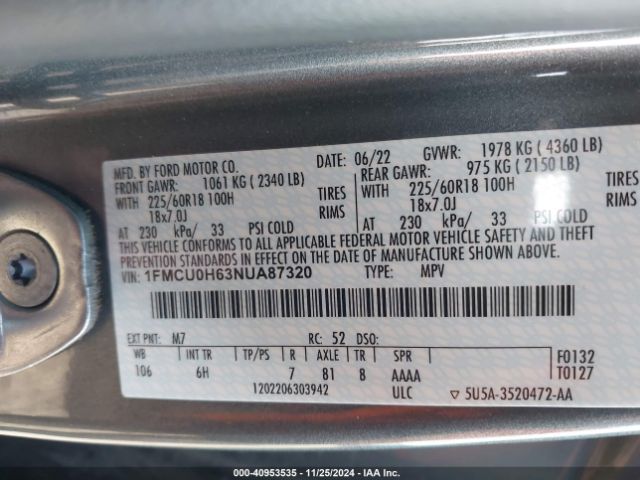 MFD. BY FORD MOTOR CO.
DATE: 06/22 GVWR: 1978 KG ( 4360 LB)
FRONT GAWR: 1061 KG ( 2340 LB) REAR GAWR: 975 KG ( 2150 LB)
WITH 225/60R18 100H TIRES WITH 225/60R18 100H TIRES
18x7.0J RIMS 18x7.0J RIMS
AT 230 kPa/ 33 PSI COLD AT 230 kPa/ 33 PSI COLD
THIS VEHICLE CONFORMS TO ALL APPLICABLE FEDERAL MOTOR VEHICLE SAFETY AND THEFT
PREVENTION STANDARDS IN EFFECT ON THE DATE OF MANUFACTURE SHOWN ABOVE.
VIN: 1FMCU0H63NUA87320 TYPE: MPV
EXT PNT: M7 RC: 52 DSO:
WB INT TR TP/PS R AXLE TR SPR F0132
106 6H 7 81 8 AAAA T0127
1202206303942 ULC ▽ 5U5A-3520472-AA
Stock: 40953535 - 11/25/2024 - IAA Inc.